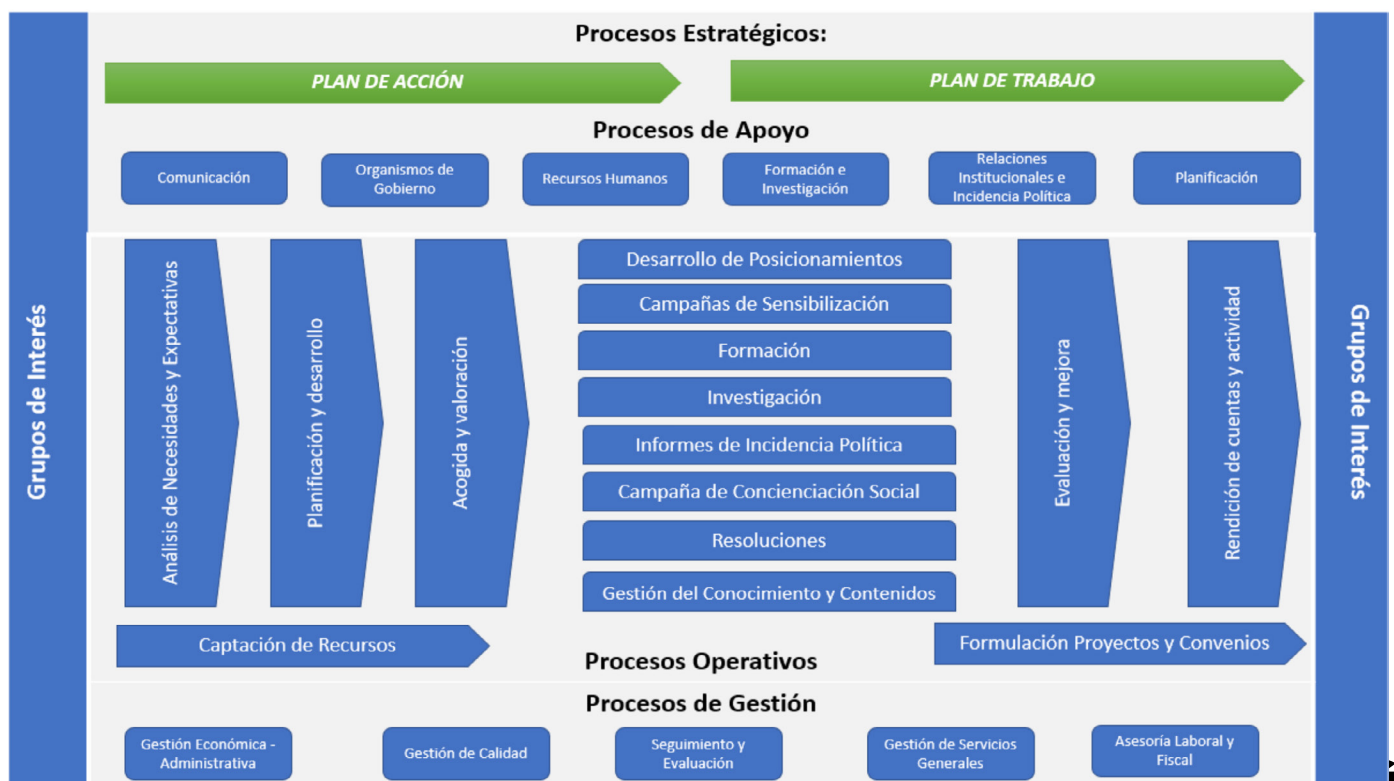 Procesos Estratégicos:
PLAN DE ACCIÓN
PLAN DE TRABAJO
Procesos de Apoyo
Comunicación
Organismos de
Gobierno
Recursos Humanos
Formación e
Investigación
Relaciones
Institucionales e
Incidencia Política
Planificación
Grupos de Interés
Análisis de Necesidades y Expectativas
Planificación y desarrollo
Acogida y valoración
Desarrollo de Posicionamientos
Campañas de Sensibilización
Formación
Investigación
Informes de Incidencia Política
Campaña de Concienciación Social
Resoluciones
Gestión del Conocimiento y Contenidos
Evaluación y mejora
Rendición de cuentas y actividad
Grupos de Interés
Captación de Recursos
Formulación Proyectos y Convenios
Procesos Operativos
Procesos de Gestión
Gestión Económica -
Administrativa
Gestión de Calidad
Seguimiento y
Evaluación
Gestión de Servicios
Generales
Asesoría Laboral y
Fiscal